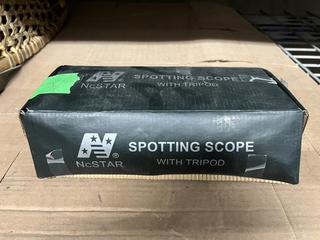 NcSTAR
SPOTTING SCOPE
WITH TRIPOD
®
NcSTAR
SPOTTING SCOPE
WITH TRIPOD